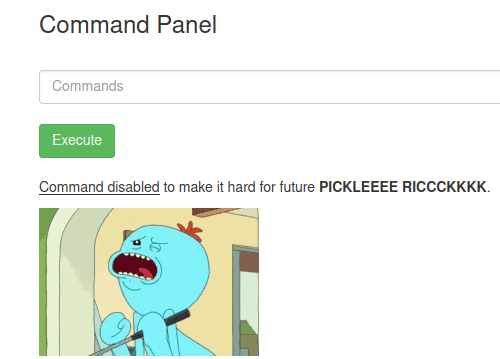 Command Panel
Commands
Execute
Command disabled to make it hard for future PICKLEEEE RICCCKKKK.